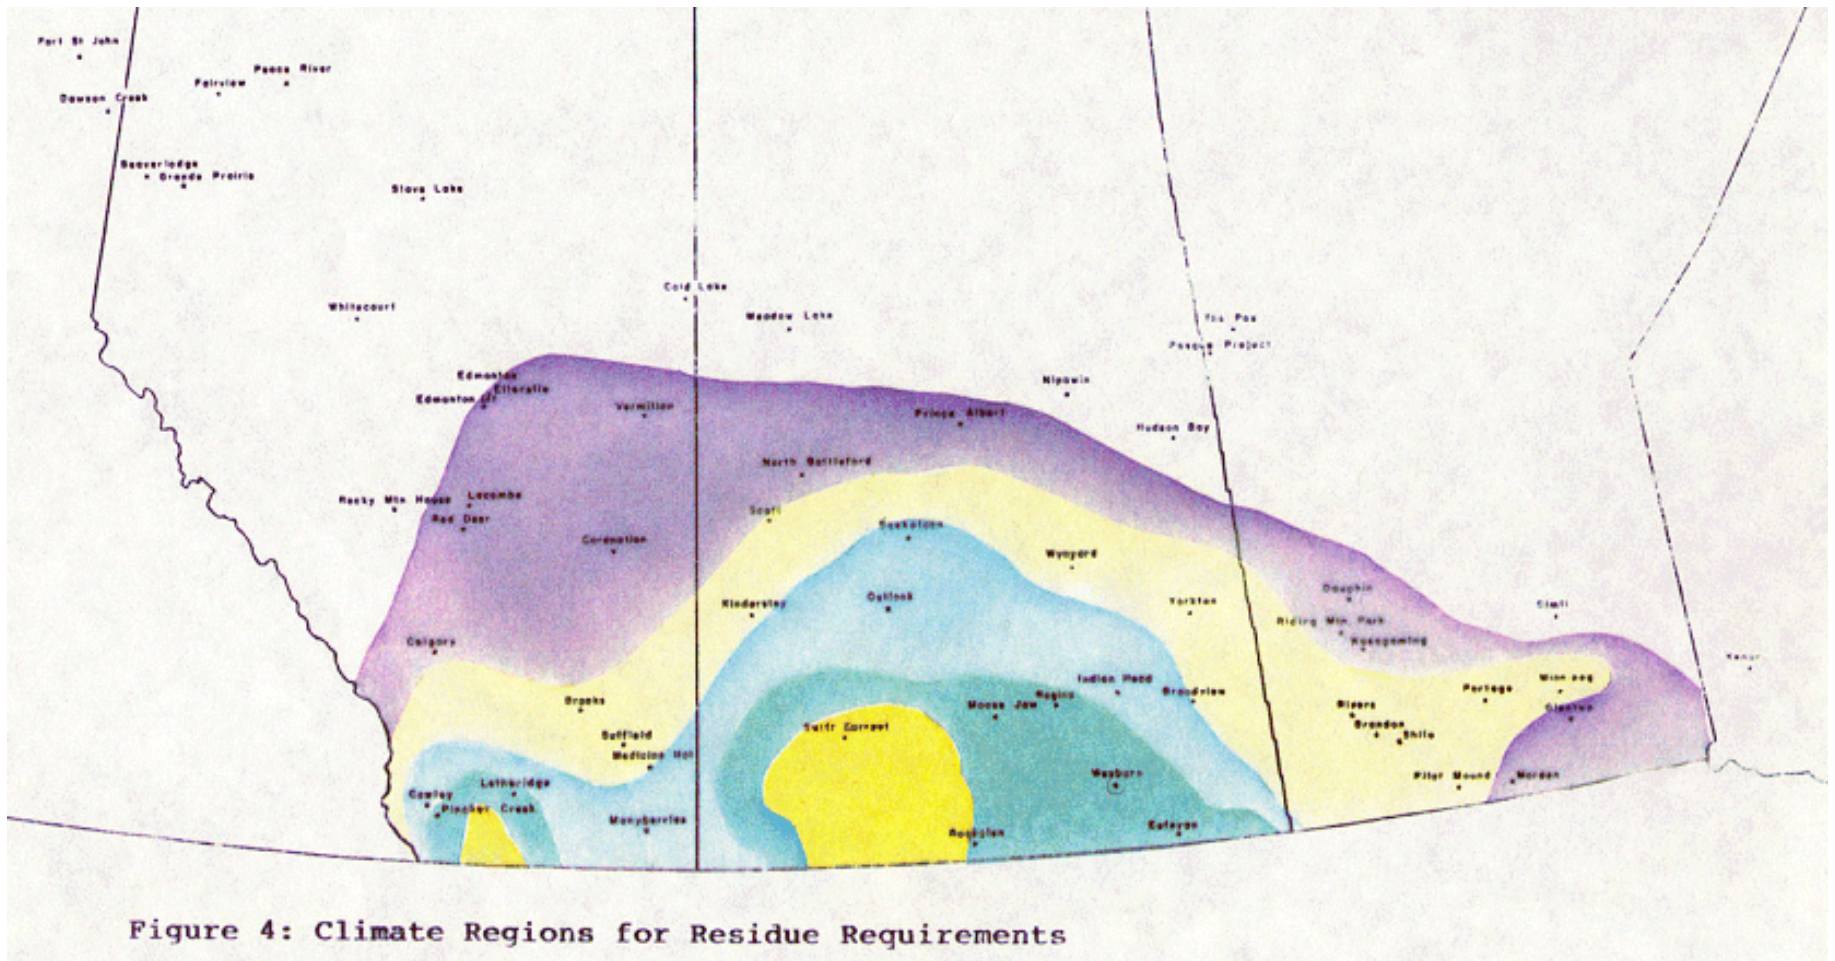 Fort St John
Peace River
Fairview
Dawson Creek
Beaverlodge
Grande Prairie
Slave Lake
Cold Lake
Whitecourt
Meadow Lake
The Pas
Pasquia Project
Edmonton
Ellerslie
Edmonton
Nipawin
Vermilion
Prince Albert
Hudson Bay
North Battleford
Rocky Mtn House
Lacombe
Red Deer
Scott
Saskatoon
Coronation
Wynyard
Dauphin
Kindersley
Outlook
Yorkton
Gimli
Riding Mtn. Park
Wasagaming
Calgary
Kenor
Indian Head
Winnipeg
Brooks
Regina
Broadview
Portage
Moose Jaw
Rivers
Glenlea
Swift Current
Brandon
Suffield
Shilo
Medicine Hat
Weyburn
Pilot Mound
Morden
Lethbridge
Cowley
Pincher Creek
Manyberries
Estevan
Rockglen
Figure 4: Climate Regions for Residue Requirements